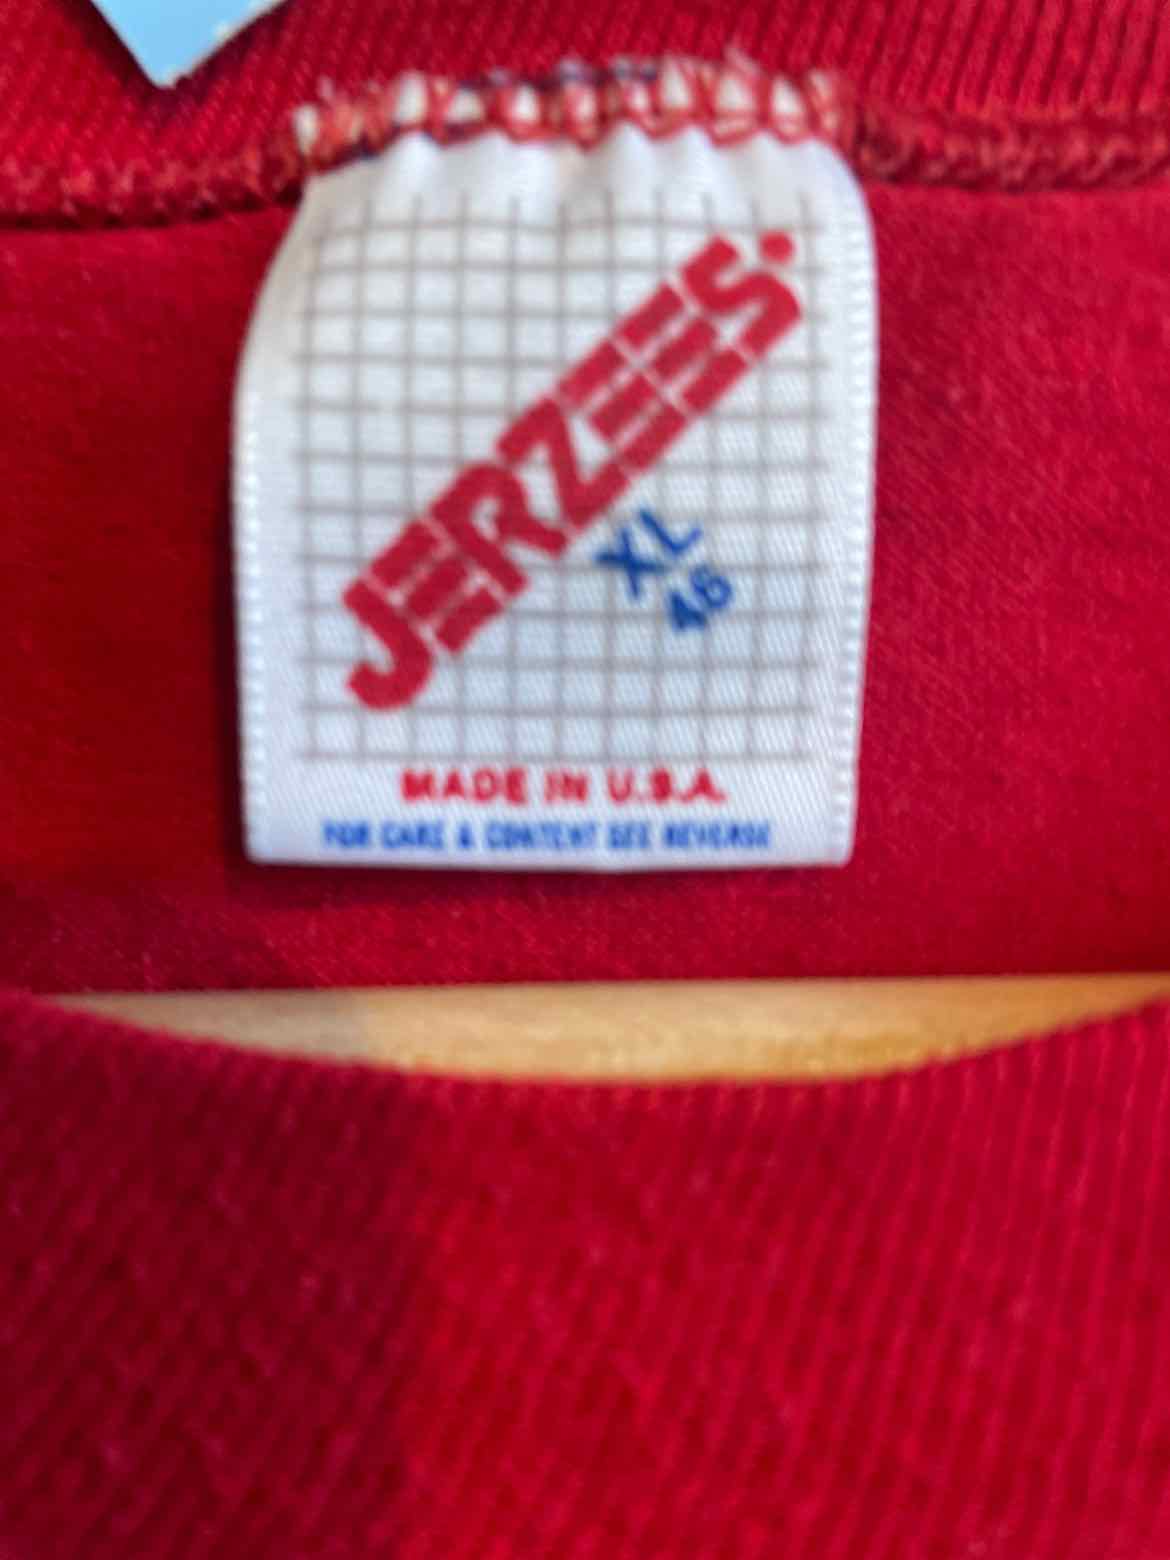 JERZEES
XL
46
MADE IN U.S.A.
FOR CARE & CONTENT SEE REVERSE